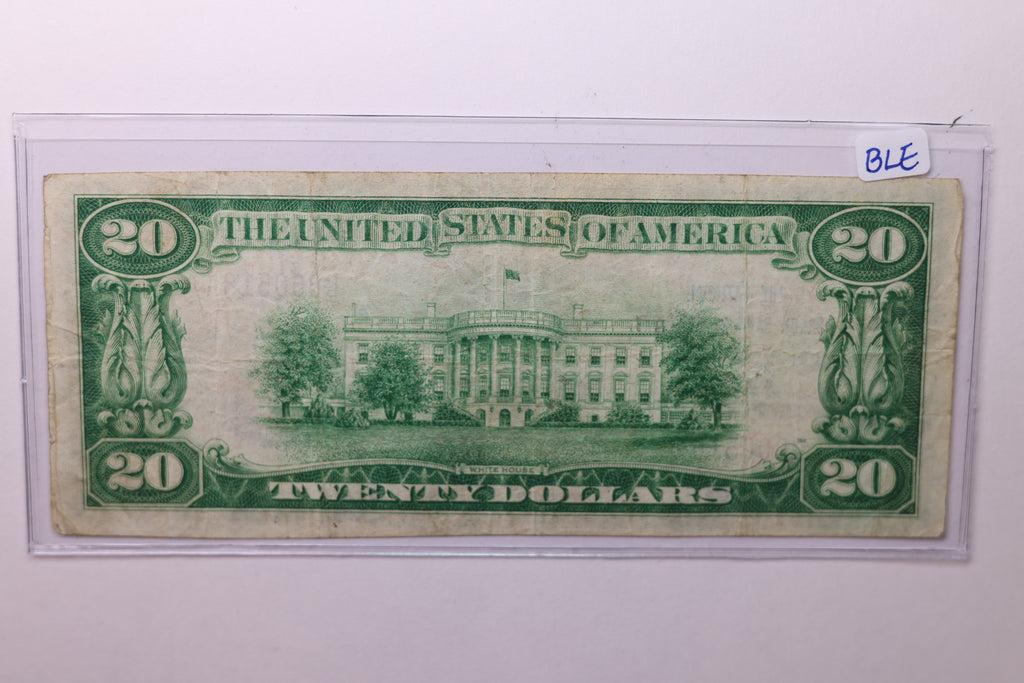 BLE
20 THE UNITED STATES OF AMERICA 20
WHITE HOUSE
20 TWENTY DOLLARS 20